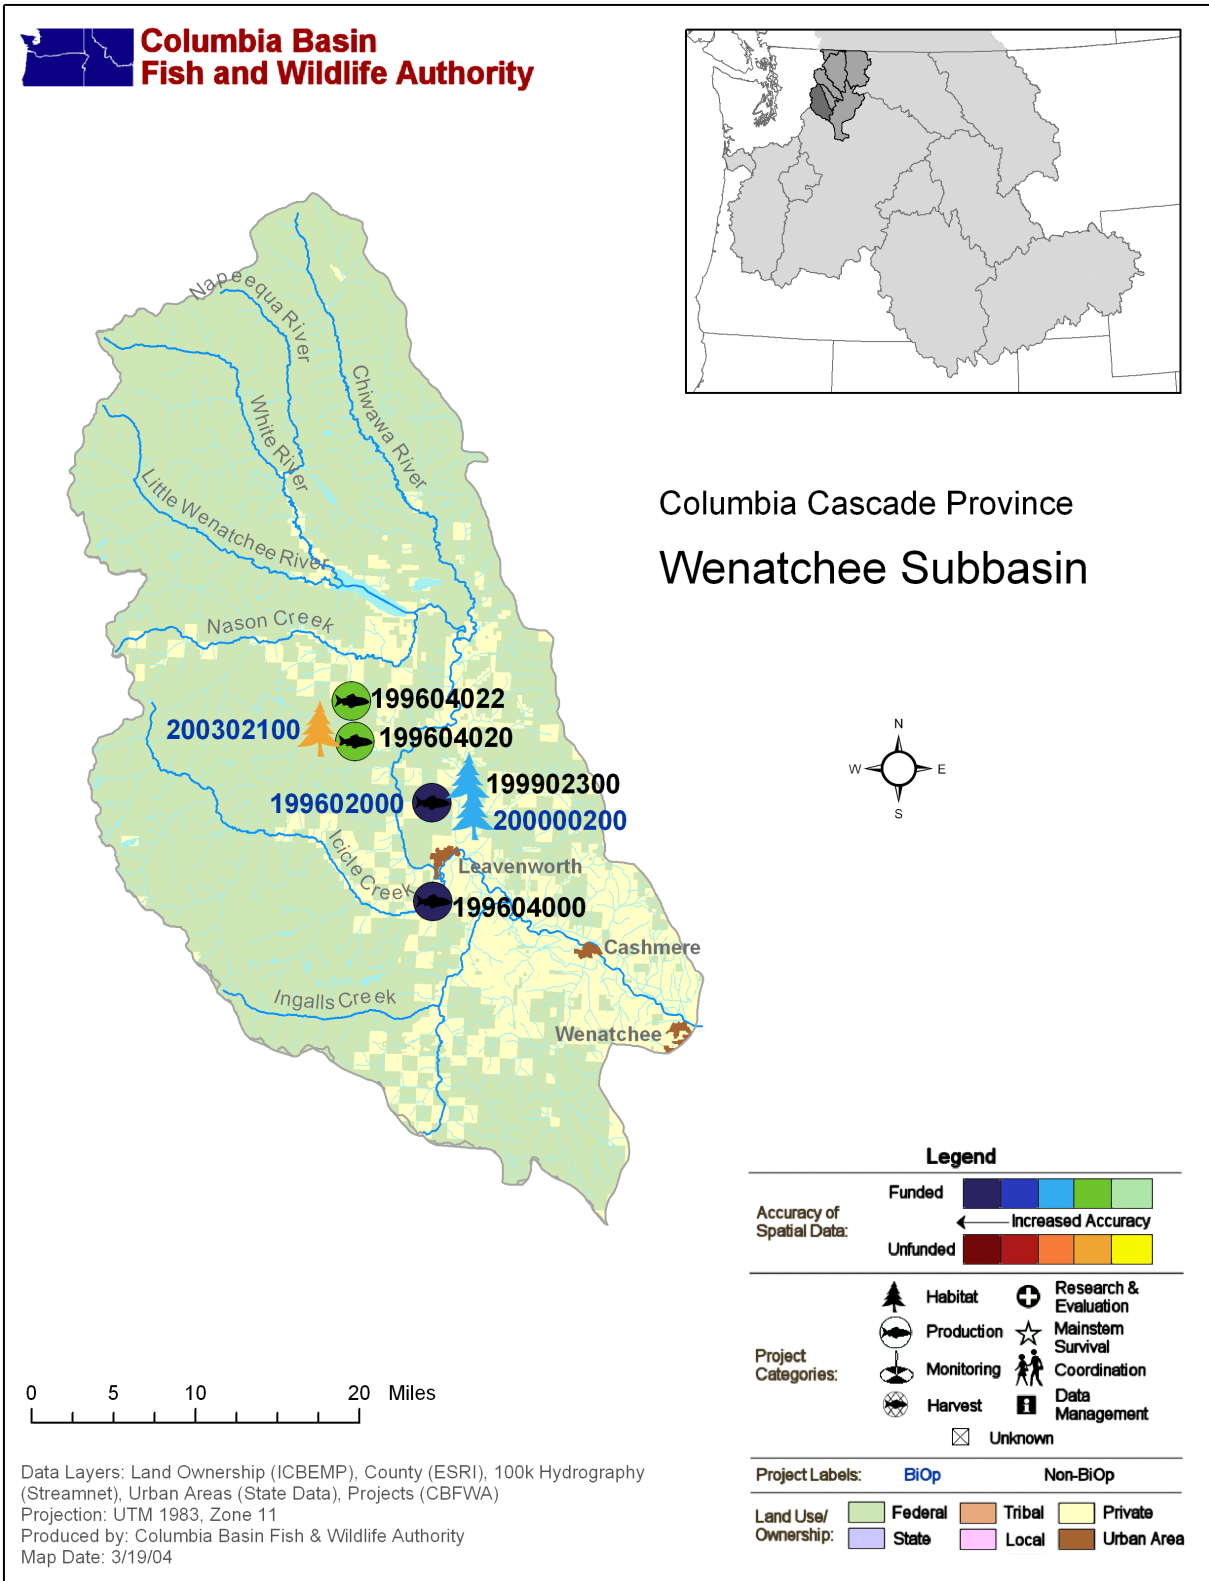 Columbia Basin
Fish and Wildlife Authority
Napeequa River
Chiwawa River
White River
Little Wenatchee River
Columbia Cascade Province
Wenatchee Subbasin
Nason Creek
199604022
200302100
199604020
199902300
199602000
200000200
Icicle Creek
Leavenworth
199604000
Cashmere
Ingalls Creek
Wenatchee
N
W
E
S
Legend
Accuracy of
Spatial Data:
Funded
Increased Accuracy
Unfunded
Project
Categories:
Habitat
Research &
Evaluation
Production
Mainstem
Survival
Monitoring
Coordination
Harvest
Data
Management
Unknown
Project Labels: BiOp Non-BiOp
Land Use/
Ownership:
Federal Tribal Private
State Local Urban Area
0 5 10 20 Miles
Data Layers: Land Ownership (ICBEMP), County (ESRI), 100k Hydrography
(Streamnet), Urban Areas (State Data), Projects (CBFWA)
Projection: UTM 1983, Zone 11
Produced by: Columbia Basin Fish & Wildlife Authority
Map Date: 3/19/04